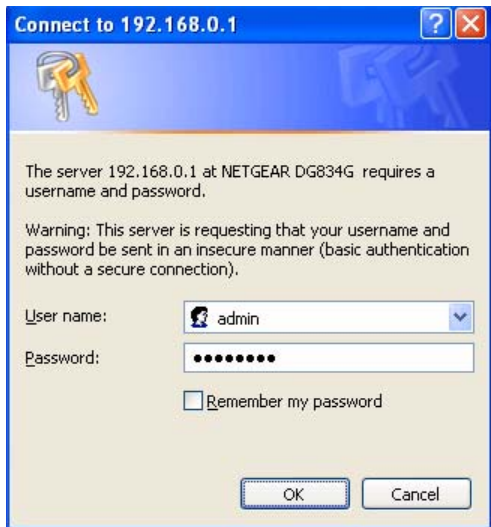 Connect to 192.168.0.1
The server 192.168.0.1 at NETGEAR DG834G requires a
username and password.
Warning: This server is requesting that your username and
password be sent in an insecure manner (basic authentication
without a secure connection).
User name: admin
Password: ••••••••
Remember my password
OK Cancel